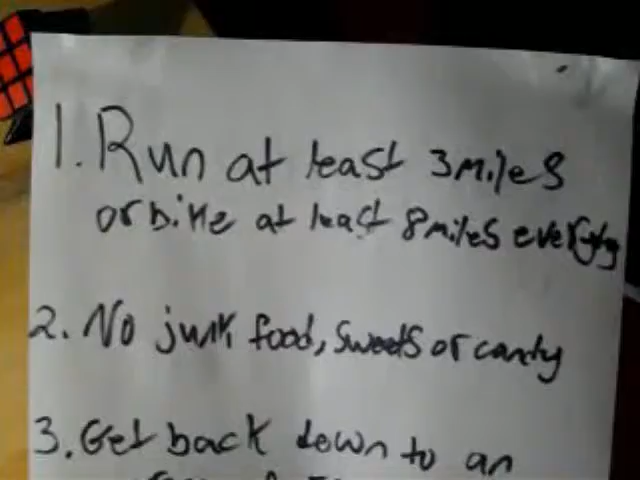 1. Run at least 3 miles
or bike at least 8 miles everyday
2. No junk food, sweets or candy
3. Get back down to an